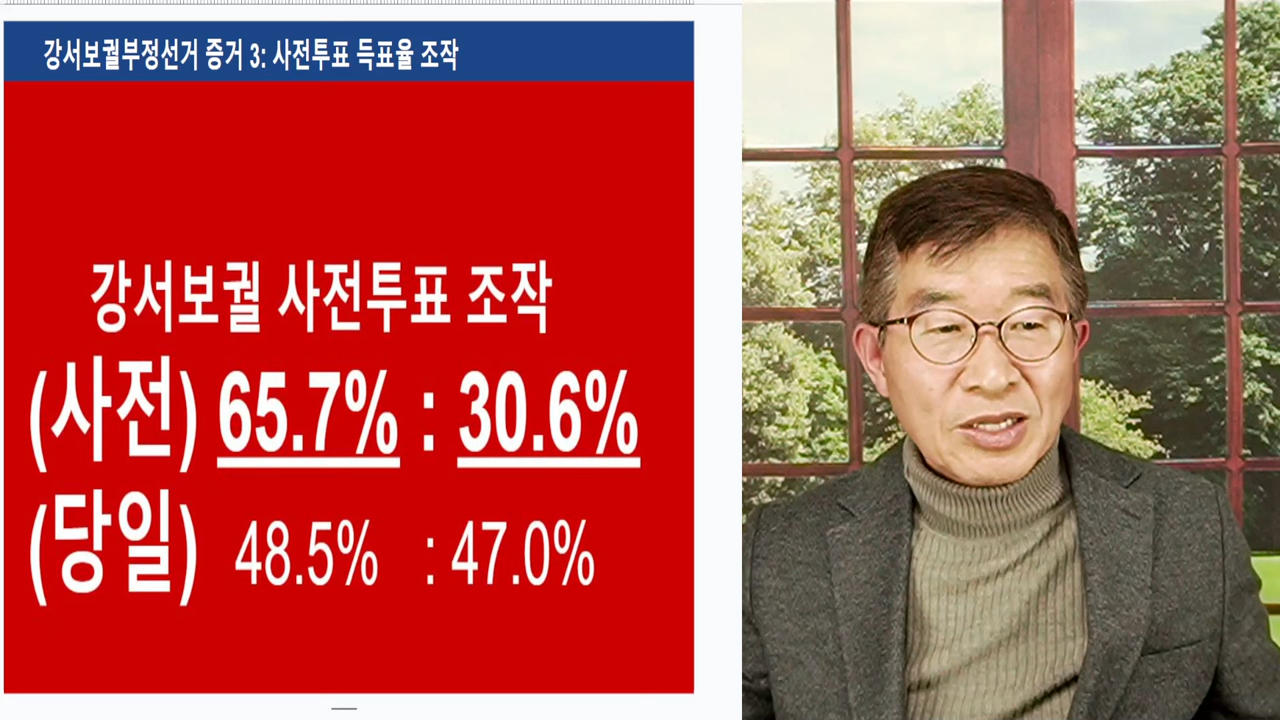 강서보궐부정선거 증거 3: 사전투표 득표율 조작
강서보궐 사전투표 조작
(사전) 65.7% : 30.6%
(당일) 48.5% : 47.0%